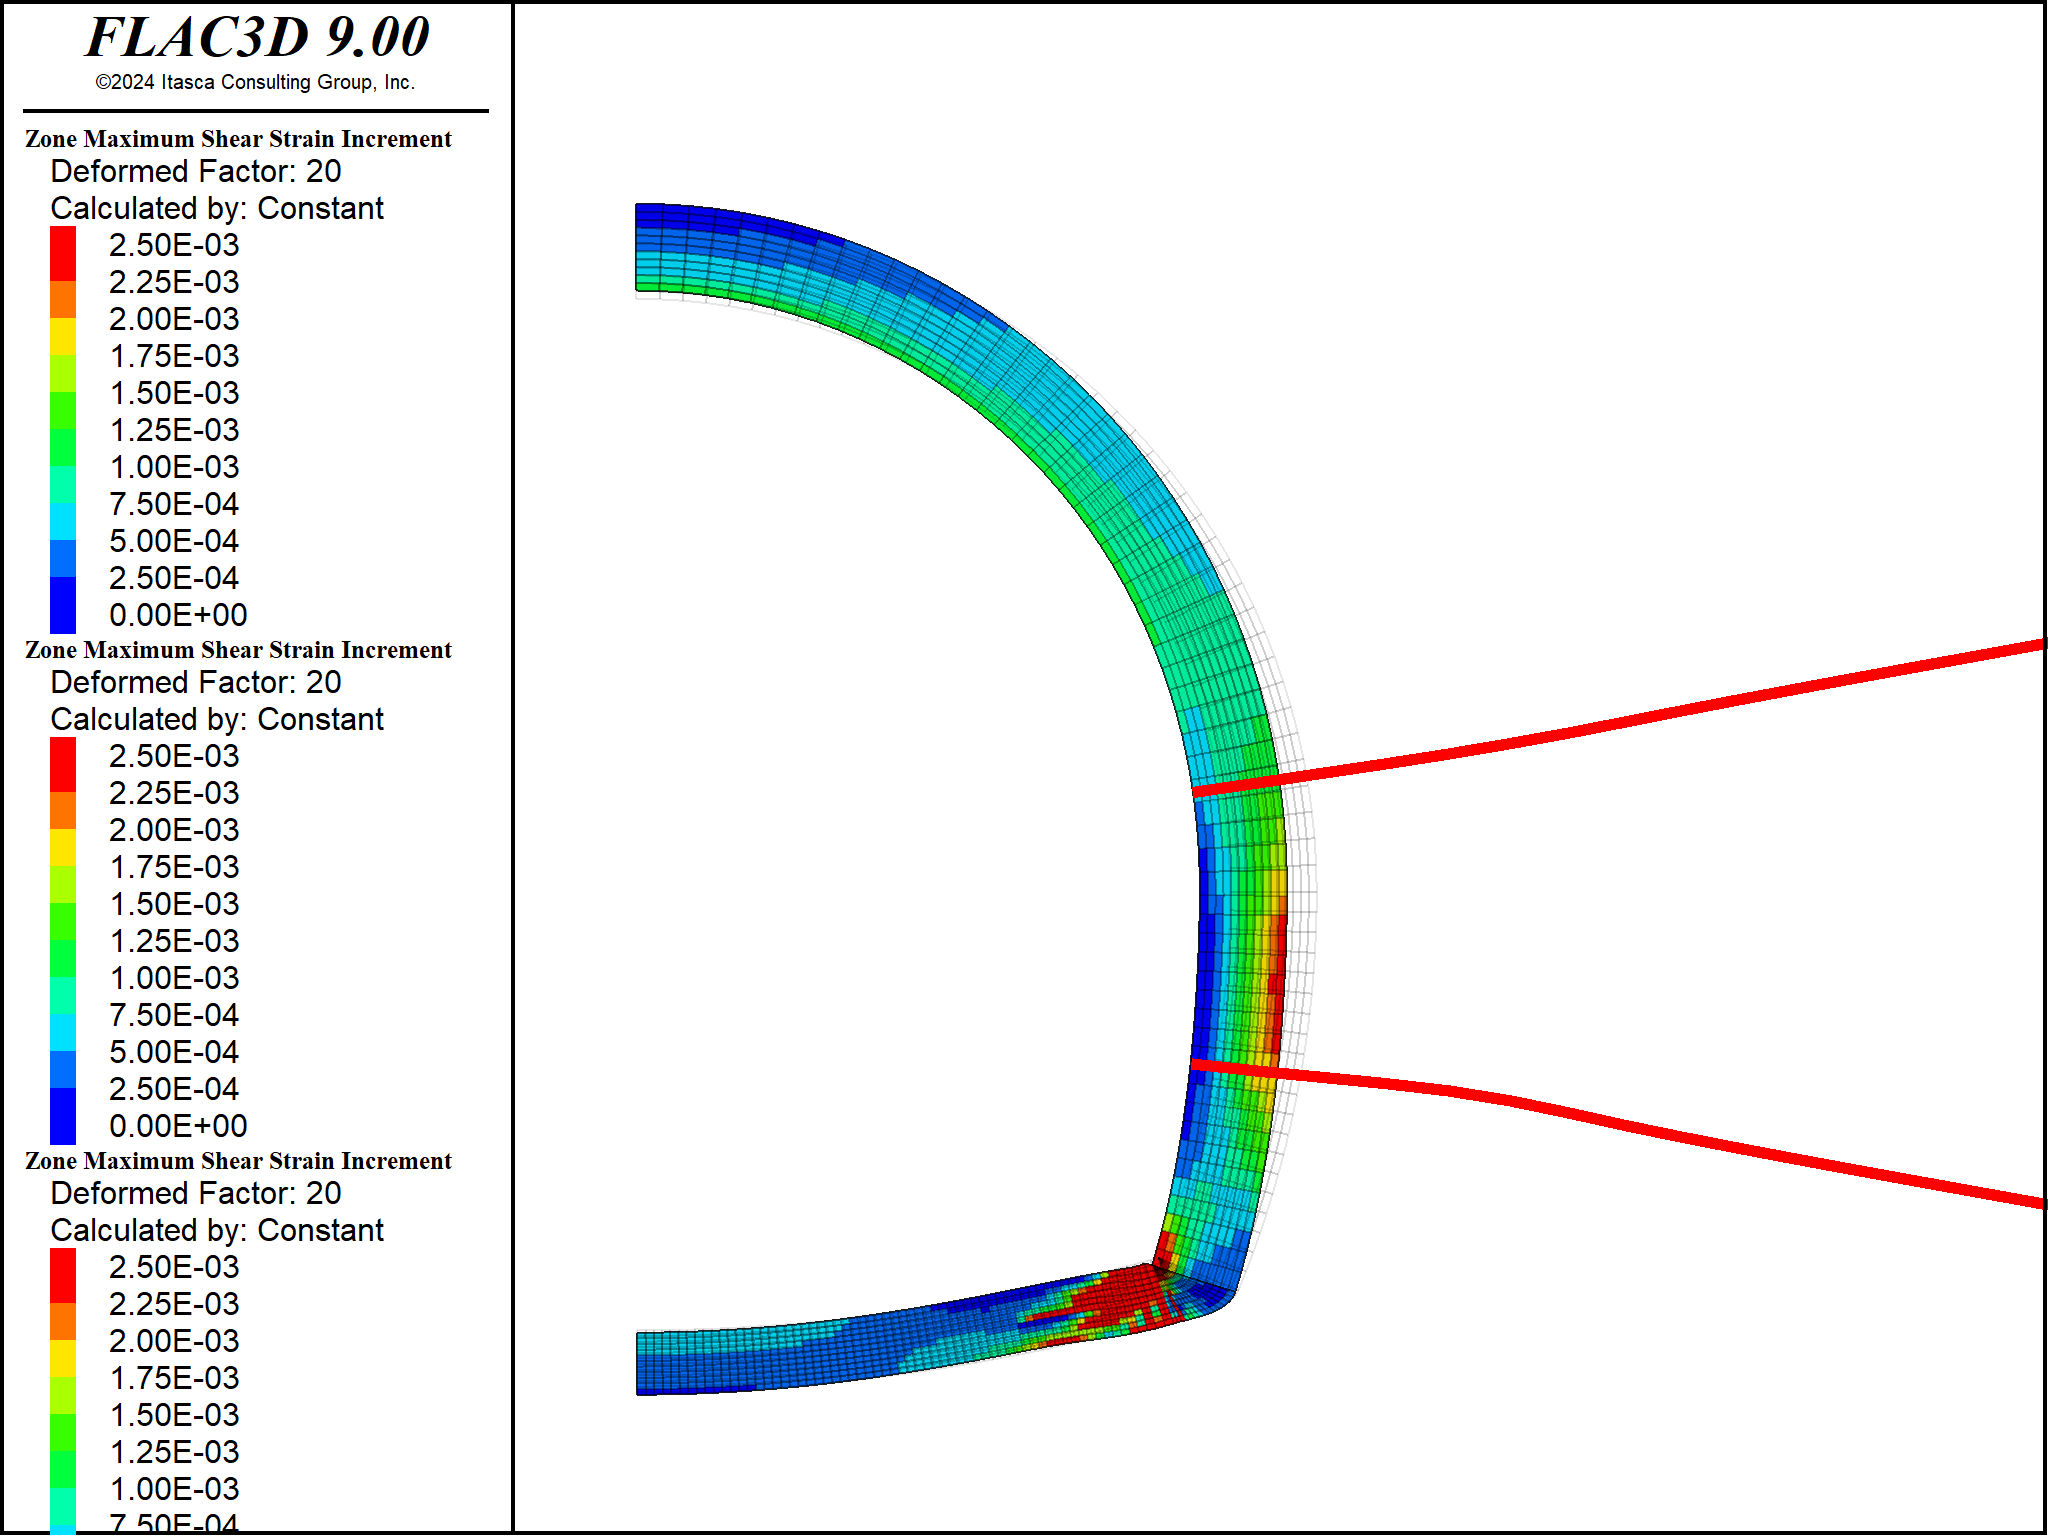 FLAC3D 9.00
©2024 Itasca Consulting Group, Inc.
Zone Maximum Shear Strain Increment
Deformed Factor: 20
Calculated by: Constant
2.50E-03
2.25E-03
2.00E-03
1.75E-03
1.50E-03
1.25E-03
1.00E-03
7.50E-04
5.00E-04
2.50E-04
0.00E+00
Zone Maximum Shear Strain Increment
Deformed Factor: 20
Calculated by: Constant
2.50E-03
2.25E-03
2.00E-03
1.75E-03
1.50E-03
1.25E-03
1.00E-03
7.50E-04
5.00E-04
2.50E-04
0.00E+00
Zone Maximum Shear Strain Increment
Deformed Factor: 20
Calculated by: Constant
2.50E-03
2.25E-03
2.00E-03
1.75E-03
1.50E-03
1.25E-03
1.00E-03
7.50E-04